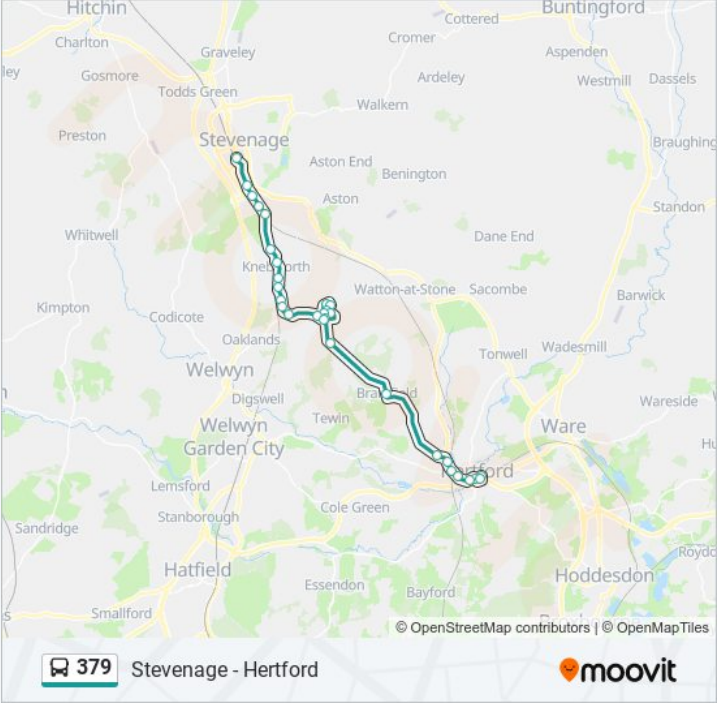 Hitchin
Buntingford
Cottered
Charlton
Cromer
Graveley
Aspenden
ley
Gosmore
Ardeley
Westmill
Dassels
Todds Green
Walkern
Preston
Stevenage
Braughing
Aston End
Benington
Aston
Standon
Whitwell
Dane End
Knebworth
Watton-at-Stone
Sacombe
Barwick
Kimpton
Codicote
Oaklands
Tonwell
Wadesmill
Welwyn
Digswell
Wareside
Tewin
Welwyn
Garden City
Ware
Hertford
Lemsford
Cole Green
Stanborough
Sandridge
Roydo
Hatfield
Hoddesdon
Essendon
Bayford
Smallford
© OpenStreetMap contributors | © OpenMapTiles
379
Stevenage - Hertford
moovit